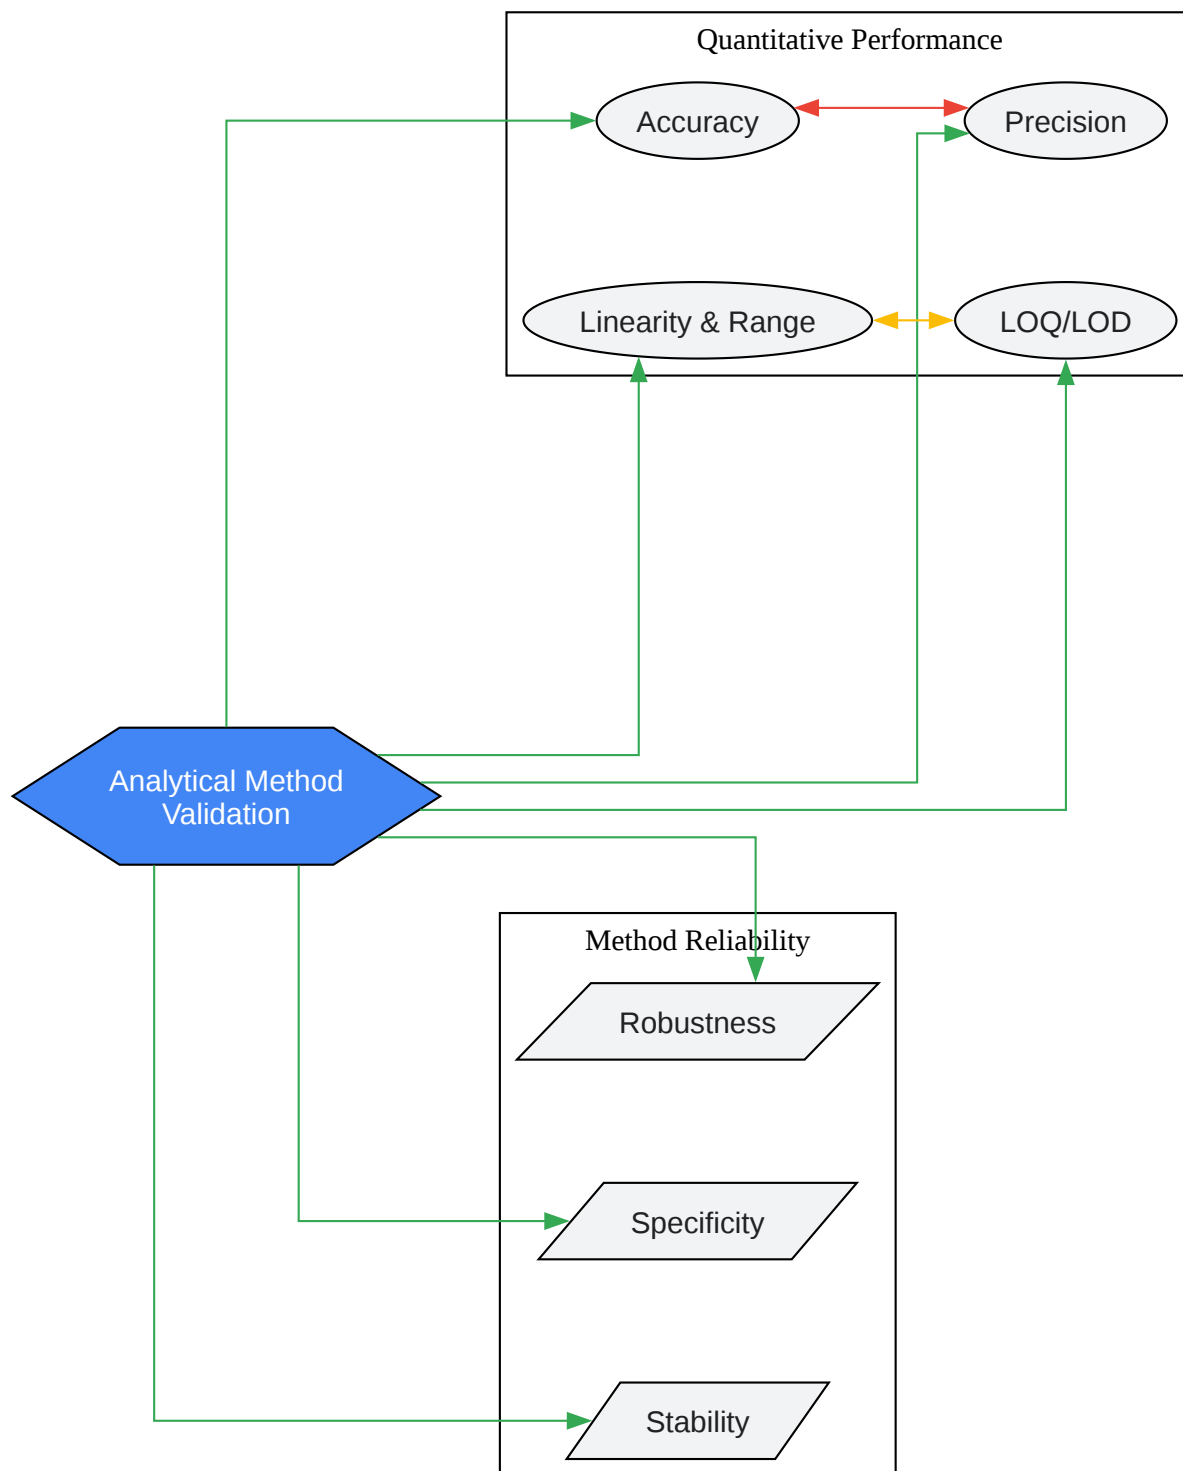 Quantitative Performance
Accuracy
Precision
Linearity & Range
LOQ/LOD
Analytical Method
Validation
Method Reliability
Robustness
Specificity
Stability